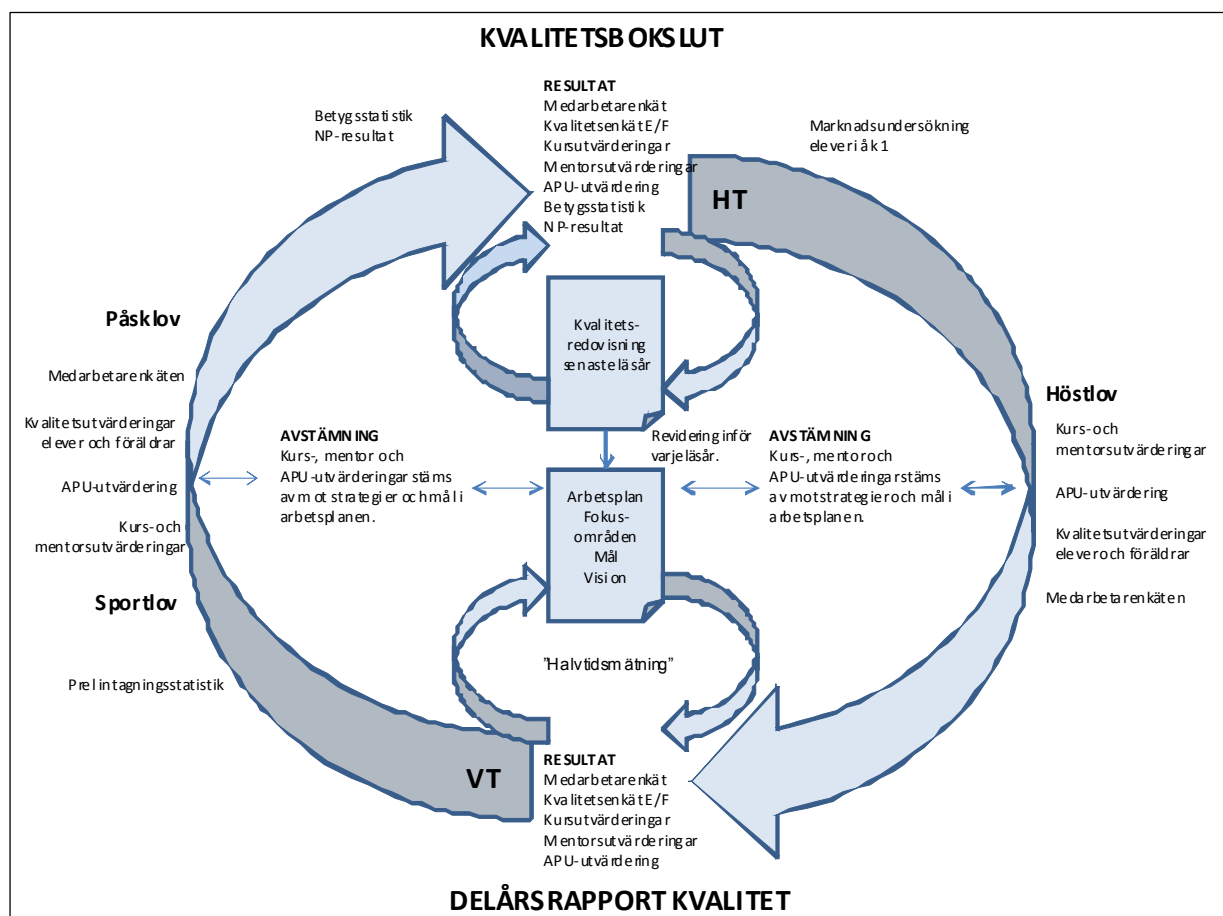 KVALITETSBOKSLUT
RESULTAT
Medarbetarenkät
Kvalitetsenkät E/F
Kursutvärderingar
Mentorsutvärderingar
APU-utvärdering
Betygsstatistik
NP-resultat
Betygsstatistik
NP-resultat
Marknadsundersökning
elever i åk 1
HT
Påsklov
Medarbetarenkäten
Kvalitetsutvärderingar
elever och föräldrar
APU-utvärdering
Kurs- och
mentorsutvärderingar
Sportlov
Prel intagningsstatistik
Kvalitets-
redovisning
senaste läsår
AVSTÄMNING
Kurs-, mentor och
APU-utvärderingar stäms
av mot strategier och mål i
arbetsplanen.
Revidering inför
varje läsår.
AVSTÄMNING
Kurs-, mentor och
APU-utvärderingar stäms
av mot strategier och mål i
arbetsplanen.
Arbetsplan
Fokus-
områden
Mål
Vision
Höstlov
Kurs- och
mentorsutvärderingar
APU-utvärdering
Kvalitetsutvärderingar
elever och föräldrar
Medarbetarenkäten
"Halvtidsmätning"
VT
RESULTAT
Medarbetarenkät
Kvalitetsenkät E/F
Kursutvärderingar
Mentorsutvärderingar
APU-utvärdering
DELÅRSRAPPORT KVALITET